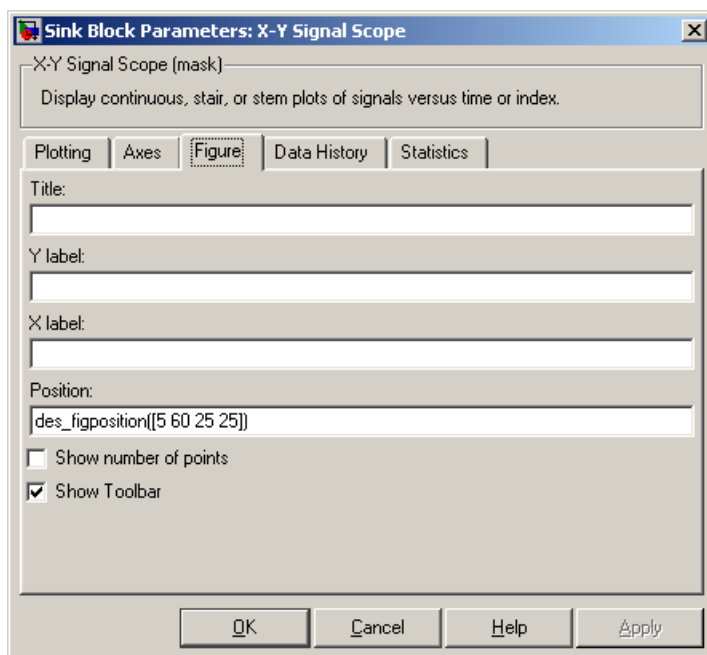 Sink Block Parameters: X-Y Signal Scope
X-Y Signal Scope (mask)
Display continuous, stair, or stem plots of signals versus time or index.
Plotting Axes Figure Data History Statistics
Title:
Y label:
X label:
Position:
des_figposition([5 60 25 25])
Show number of points
Show Toolbar
OK Cancel Help Apply